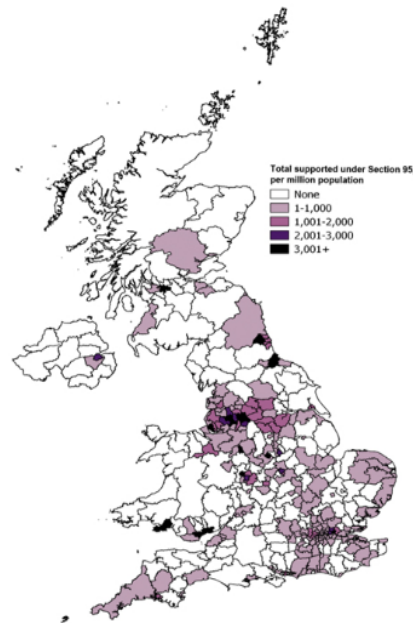 Total supported under Section 95
per million population
None
1-1,000
1,001-2,000
2,001-3,000
3,001+